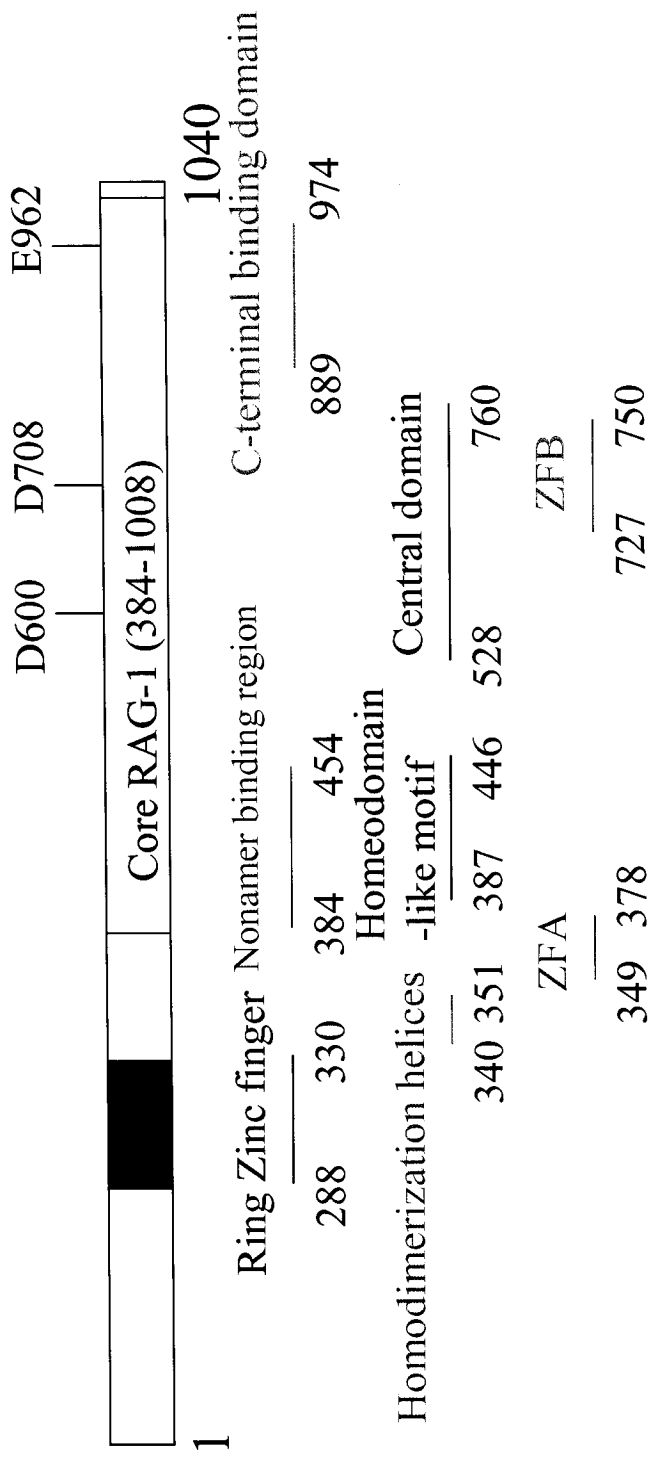 D600 D708 E962
Core RAG-1 (384-1008)
1 1040
Ring Zinc finger Nonamer binding region C-terminal binding domain
288 330 384 454 889 974
Homodimerization helices Homeodomain
-like motif Central domain
340 351 387 446 528 760
ZFA ZFB
349 378 727 750